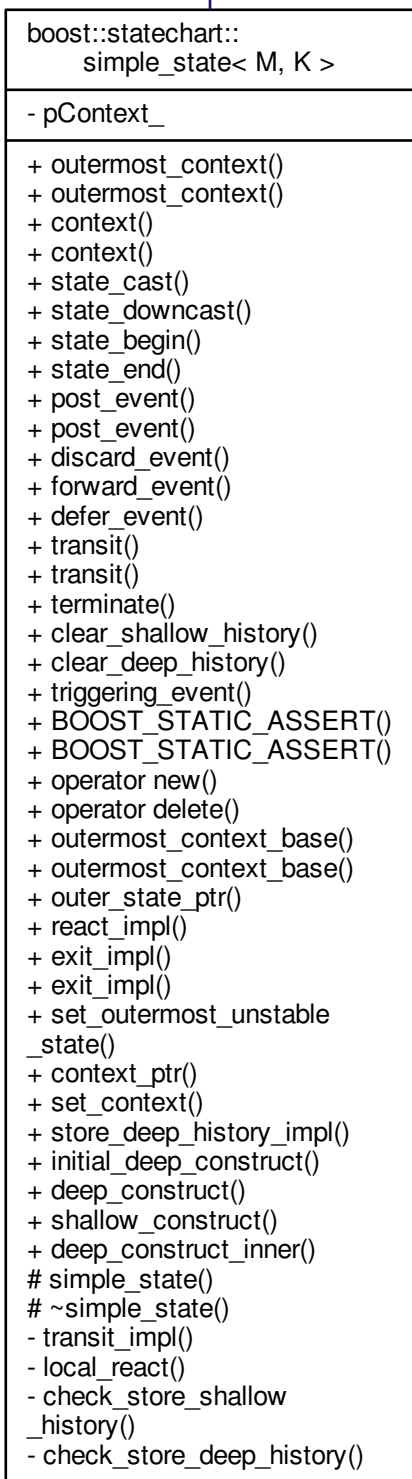 boost::statechart::
simple_state< M, K >
- pContext_
+ outermost_context()
+ outermost_context()
+ context()
+ context()
+ state_cast()
+ state_downcast()
+ state_begin()
+ state_end()
+ post_event()
+ post_event()
+ discard_event()
+ forward_event()
+ defer_event()
+ transit()
+ transit()
+ terminate()
+ clear_shallow_history()
+ clear_deep_history()
+ triggering_event()
+ BOOST_STATIC_ASSERT()
+ BOOST_STATIC_ASSERT()
+ operator new()
+ operator delete()
+ outermost_context_base()
+ outermost_context_base()
+ outer_state_ptr()
+ react_impl()
+ exit_impl()
+ exit_impl()
+ set_outermost_unstable
_state()
+ context_ptr()
+ set_context()
+ store_deep_history_impl()
+ initial_deep_construct()
+ deep_construct()
+ shallow_construct()
+ deep_construct_inner()
# simple_state()
# ~simple_state()
- transit_impl()
- local_react()
- check_store_shallow
_history()
- check_store_deep_history()